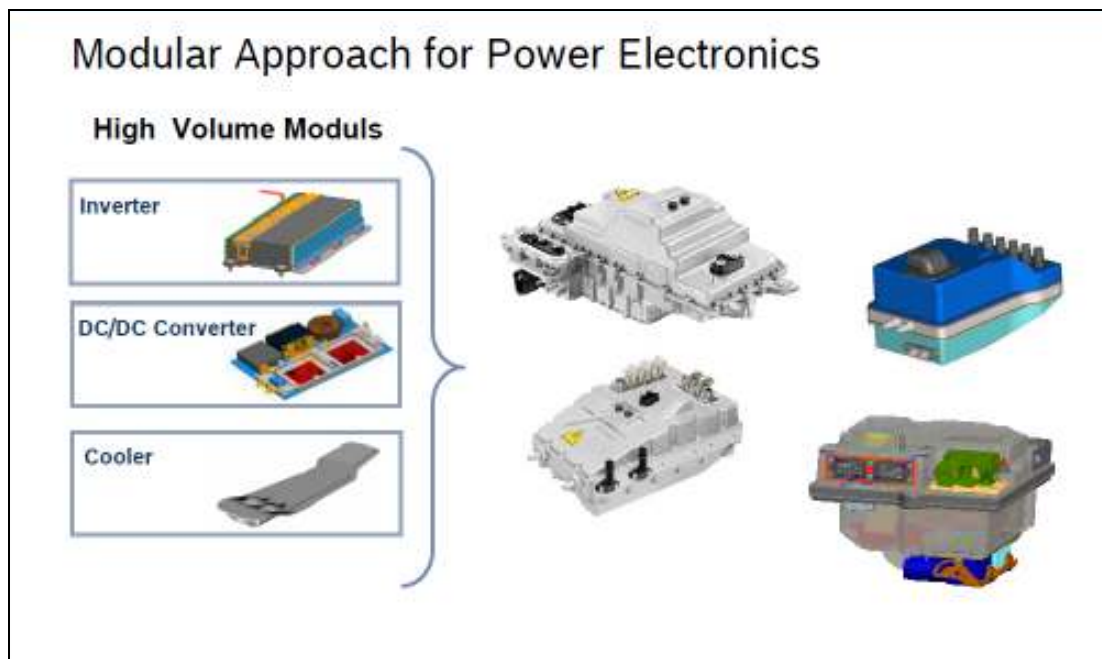 Modular Approach for Power Electronics
High Volume Moduls
Inverter
DC/DC Converter
Cooler